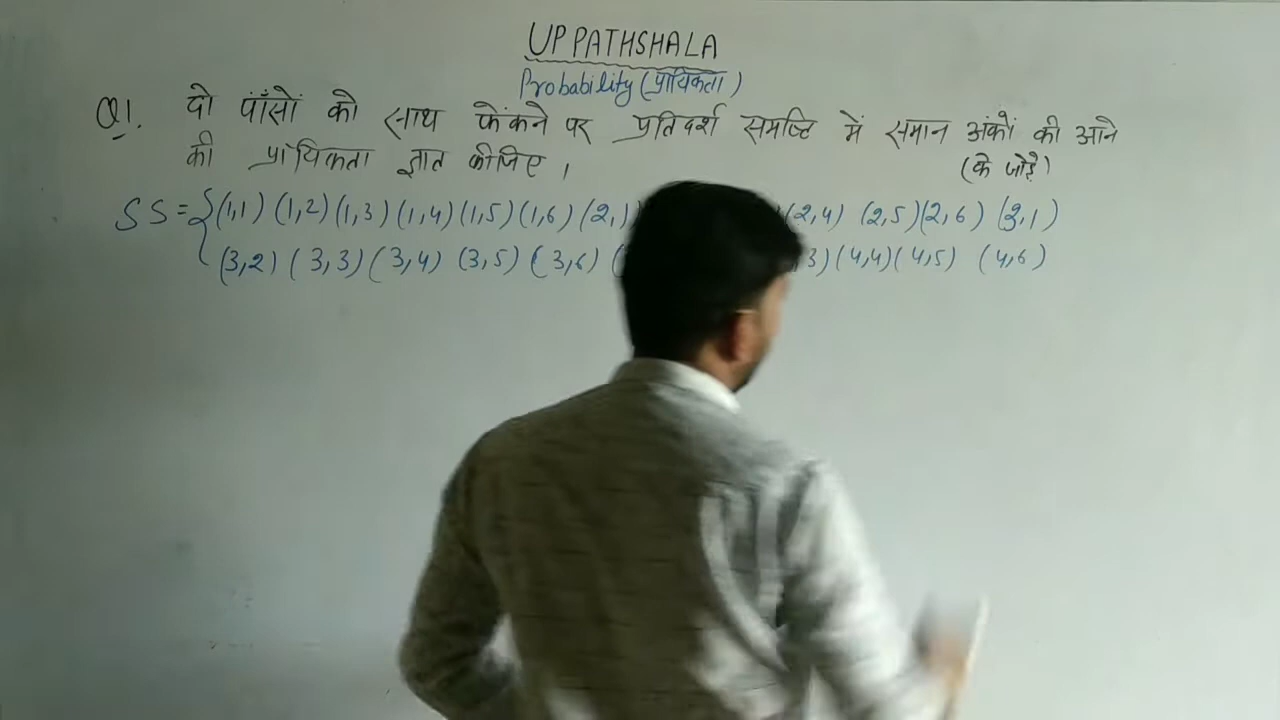 UP PATHSHALA
Probability (प्रायिकता)
Q1. दो पाँसों को साथ फेंकने पर प्रतिदर्श समष्टि में समान अंकों की आने
की प्रायिकता ज्ञात कीजिए । (के जोड़े)
SS = { (1,1) (1,2) (1,3) (1,4) (1,5) (1,6) (2,1 (2,4) (2,5) (2,6) (3,1)
(3,2) (3,3) (3,4) (3,5) (3,6) ( ,3) (4,4) (4,5) (4,6)